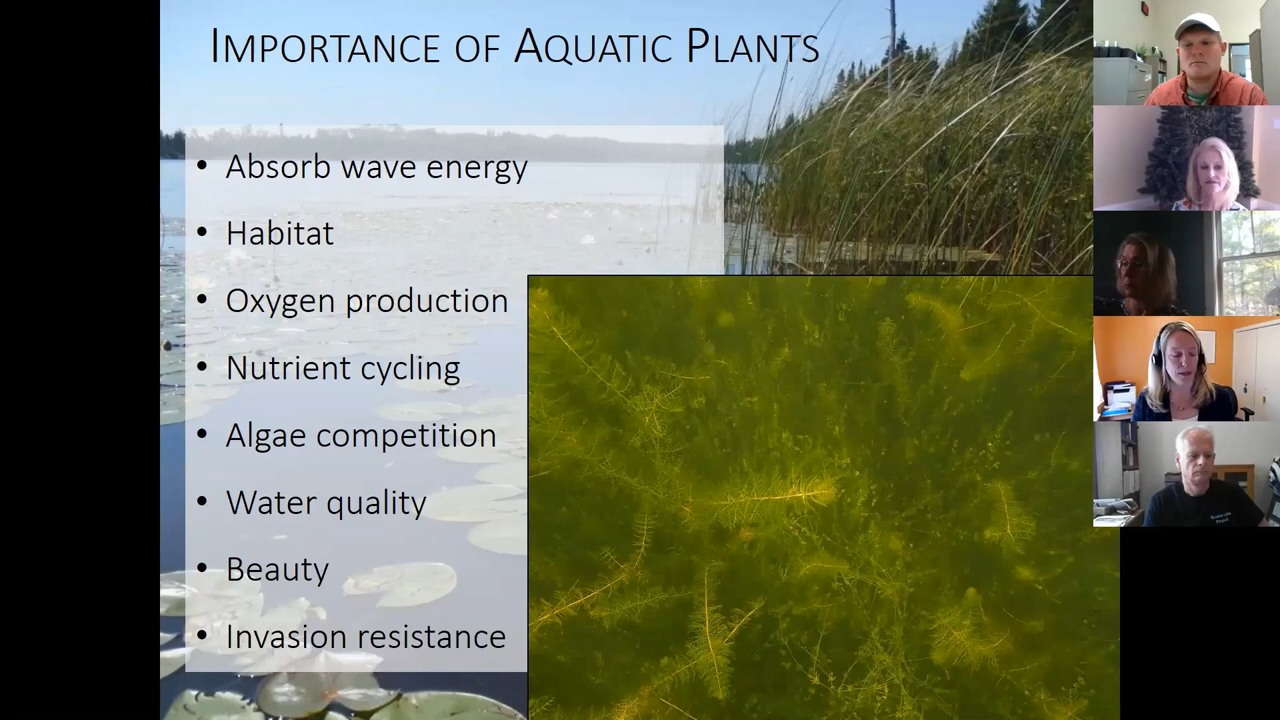 IMPORTANCE OF AQUATIC PLANTS
• Absorb wave energy
• Habitat
• Oxygen production
• Nutrient cycling
• Algae competition
• Water quality
• Beauty
• Invasion resistance